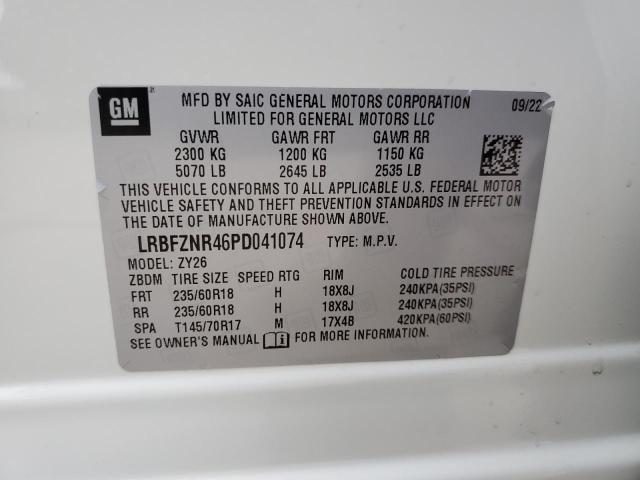 GM
MFD BY SAIC GENERAL MOTORS CORPORATION 09/22
LIMITED FOR GENERAL MOTORS LLC
GVWR GAWR FRT GAWR RR
2300 KG 1200 KG 1150 KG
5070 LB 2645 LB 2535 LB
THIS VEHICLE CONFORMS TO ALL APPLICABLE U.S. FEDERAL MOTOR
VEHICLE SAFETY AND THEFT PREVENTION STANDARDS IN EFFECT ON
THE DATE OF MANUFACTURE SHOWN ABOVE.
LRBFZNR46PD041074 TYPE: M.P.V.
MODEL: ZY26
ZBDM TIRE SIZE SPEED RTG RIM COLD TIRE PRESSURE
FRT 235/60R18 H 18X8J 240KPA(35PSI)
RR 235/60R18 H 18X8J 240KPA(35PSI)
SPA T145/70R17 M 17X4B 420KPA(60PSI)
SEE OWNER'S MANUAL FOR MORE INFORMATION.